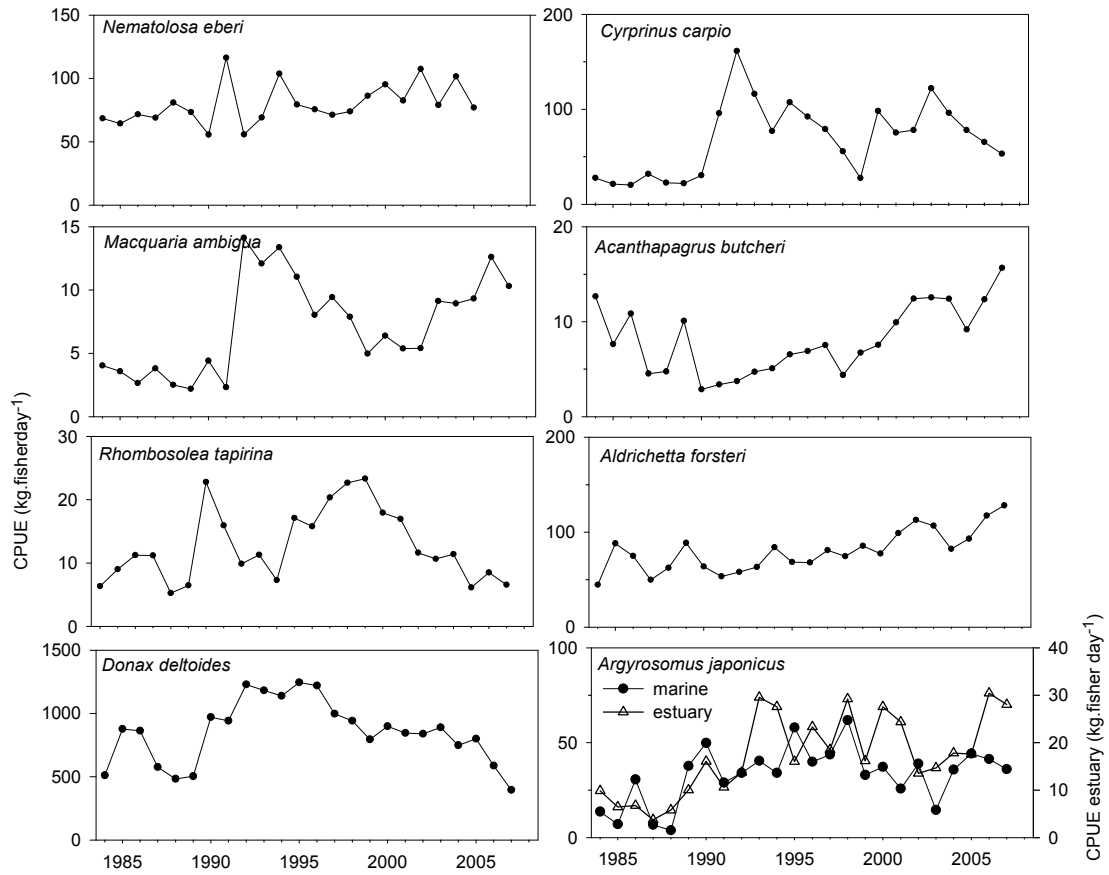 Nematolosa eberi
150
100
50
0
Cyrprinus carpio
200
100
0
Macquaria ambigua
15
10
5
0
Acanthapagrus butcheri
20
10
0
Rhombosolea tapirina
30
20
10
0
Aldrichetta forsteri
200
100
0
Donax deltoides
1500
1000
500
0
1985 1990 1995 2000 2005
Argyrosomus japonicus
marine
estuary
100
50
0
40
30
20
10
0
1985 1990 1995 2000 2005
CPUE (kg.fisherday-1)
CPUE estuary (kg.fisher day-1)